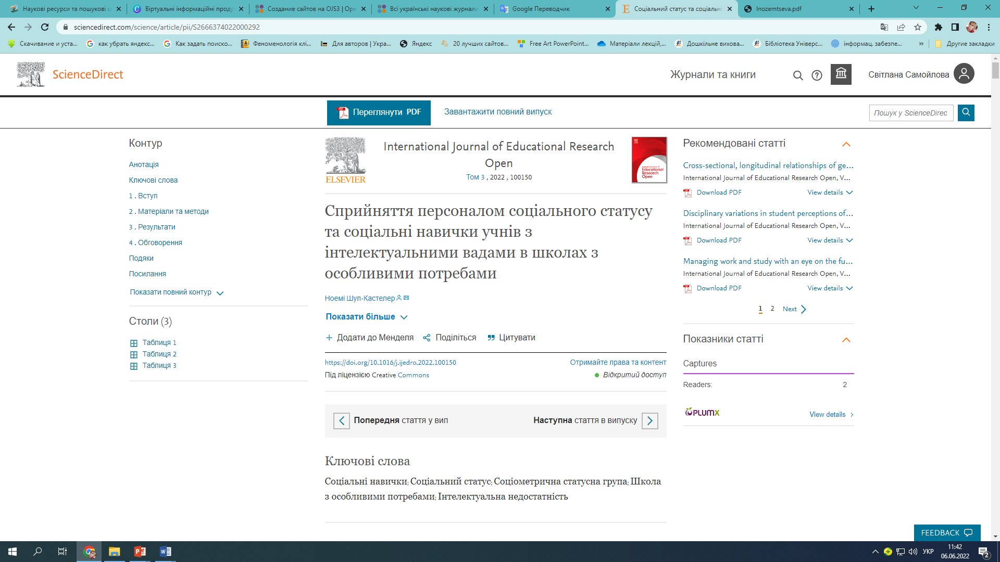 Наукові ресурси та пошукові с
Віртуальні інформаційні проду
Создание сайтов на OJS3 | Оре
Всі українські наукові журнали
Google Переводчик
Соціальний статус та соціальні
Inozemtseva.pdf
sciencedirect.com/science/article/pii/S2666374022000292
Скачивание и уста...
как убрать яндекс...
Как задать поиско...
Феноменологія клі...
Для авторов | Укра...
Яндекс
20 лучших сайтов...
Free Art PowerPoint...
Матеріали лекцій,...
Дошкільне вихова...
Бібліотека Універс...
інформац. забезпе...
»
Другие закладки
ScienceDirect
Журнали та книги
Світлана Самойлова
Переглянути PDF
Завантажити повний випуск
Пошук у ScienceDirec
Контур
Анотація
Ключові слова
1 . Вступ
2 . Матеріали та методи
3 . Результати
4 . Обговорення
Подяки
Посилання
Показати повний контур
Столи (3)
Таблиця 1
Таблиця 2
Таблиця 3
ELSEVIER
International Journal of Educational Research
Open
Том 3 , 2022 , 100150
International Journal of
Educational
Research
Open
Сприйняття персоналом соціального статусу
та соціальні навички учнів з
інтелектуальними вадами в школах з
особливими потребами
Ноемі Шуп-Кастелер
Показати більше
Додати до Менделя
Поділіться
Цитувати
https://doi.org/10.1016/j.ijedro.2022.100150
Отримайте права та контент
Під ліцензією Creative Commons
Відкритий доступ
Попередня стаття у вип
Наступна стаття в випуску
Ключові слова
Соціальні навички; Соціальний статус; Соціометрична статусна група; Школа
з особливими потребами; Інтелектуальна недостатність
Рекомендовані статті
Cross-sectional, longitudinal relationships of ge...
International Journal of Educational Research Open, V...
Download PDF
View details
Disciplinary variations in student perceptions of...
International Journal of Educational Research Open, V...
Download PDF
View details
Managing work and study with an eye on the fu...
International Journal of Educational Research Open, V...
Download PDF
View details
1 2 Next
Показники статті
Captures
Readers: 2
PLUMX
View details
FEEDBACK
УКР
11:42
06.06.2022
2